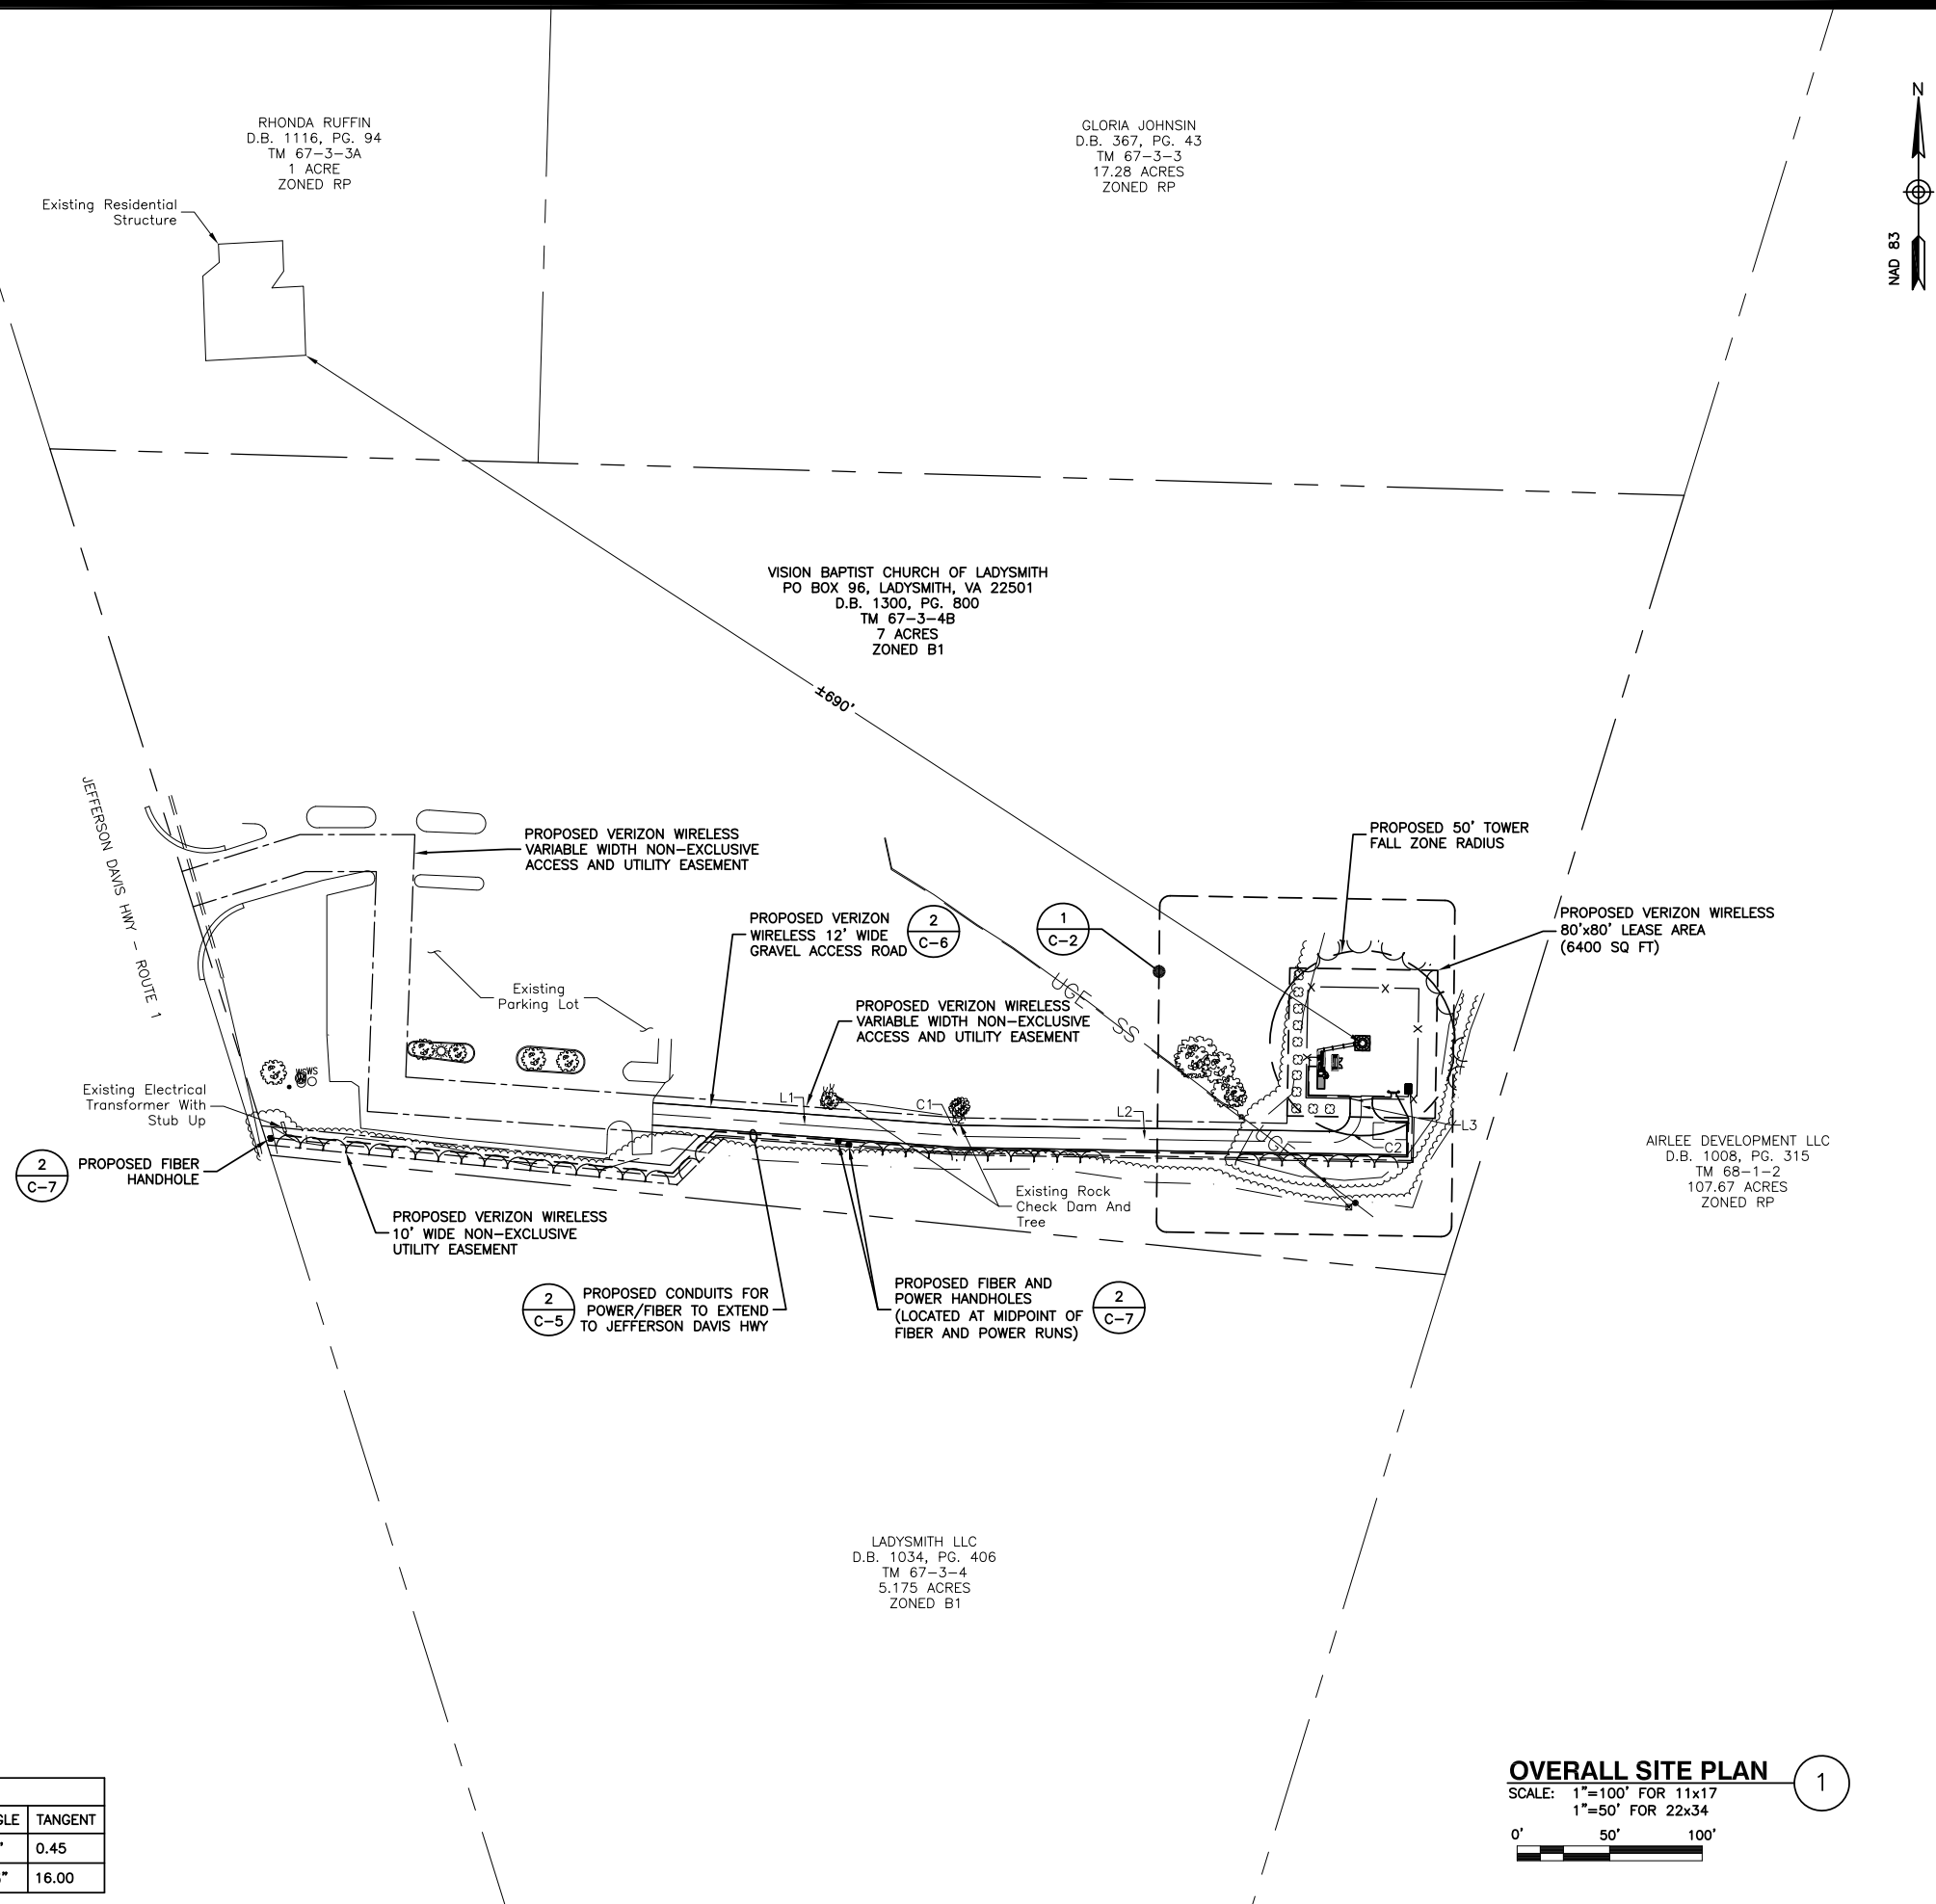 RHONDA RUFFIN
D.B. 1116, PG. 94
TM 67-3-3A
1 ACRE
ZONED RP
GLORIA JOHNSIN
D.B. 367, PG. 43
TM 67-3-3
17.28 ACRES
ZONED RP
N
NAD 83
Existing Residential
Structure
VISION BAPTIST CHURCH OF LADYSMITH
PO BOX 96, LADYSMITH, VA 22501
D.B. 1300, PG. 800
TM 67-3-4B
7 ACRES
ZONED B1
±690'
JEFFERSON DAVIS HWY - ROUTE 1
PROPOSED VERIZON WIRELESS
VARIABLE WIDTH NON-EXCLUSIVE
ACCESS AND UTILITY EASEMENT
PROPOSED 50' TOWER
FALL ZONE RADIUS
PROPOSED VERIZON
WIRELESS 12' WIDE
GRAVEL ACCESS ROAD
2
C-6
1
C-2
PROPOSED VERIZON WIRELESS
80'x80' LEASE AREA
(6400 SQ FT)
Existing
Parking Lot
PROPOSED VERIZON WIRELESS
VARIABLE WIDTH NON-EXCLUSIVE
ACCESS AND UTILITY EASEMENT
UGE
SS
X
X
X
X
X
WS
WS
Existing Electrical
Transformer With
Stub Up
L1
C1
L2
L3
C2
UGE
2
C-7
PROPOSED FIBER
HANDHOLE
AIRLEE DEVELOPMENT LLC
D.B. 1008, PG. 315
TM 68-1-2
107.67 ACRES
ZONED RP
Existing Rock
Check Dam And
Tree
PROPOSED VERIZON WIRELESS
10' WIDE NON-EXCLUSIVE
UTILITY EASEMENT
2
C-5
PROPOSED CONDUITS FOR
POWER/FIBER TO EXTEND
TO JEFFERSON DAVIS HWY
PROPOSED FIBER AND
POWER HANDHOLES
(LOCATED AT MIDPOINT OF
FIBER AND POWER RUNS)
2
C-7
LADYSMITH LLC
D.B. 1034, PG. 406
TM 67-3-4
5.175 ACRES
ZONED B1
GLE TANGENT
" 0.45
" 16.00
OVERALL SITE PLAN
1
SCALE: 1"=100' FOR 11x17
1"=50' FOR 22x34
0' 50' 100'